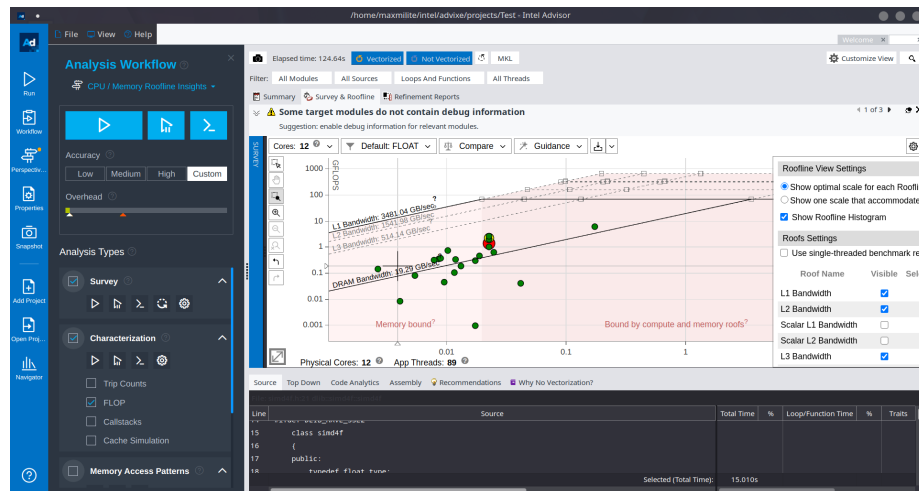 /home/maxmilite/intel/advixe/projects/Test - Intel Advisor
Ad
File View Help
Welcome ×
Run
Workflow
Perspectiv...
Properties
Snapshot
Add Project
Open Proj...
Navigator
Analysis Workflow
CPU / Memory Roofline Insights
Accuracy
Low Medium High Custom
Overhead
Analysis Types
Survey
Characterization
Trip Counts
FLOP
Callstacks
Cache Simulation
Memory Access Patterns
Elapsed time: 124.64s Vectorized Not Vectorized MKL
Customize View
Filter: All Modules All Sources Loops And Functions All Threads
Summary Survey & Roofline Refinement Reports
Some target modules do not contain debug information
1 of 3
Suggestion: enable debug information for relevant modules.
SURVEY
Cores: 12 Default: FLOAT Compare Guidance
GFLOPS
1000
100
10
1
0.1
0.01
0.001
L1 Bandwidth: 3481.04 GB/sec
L2 Bandwidth: 1541.98 GB/sec
L3 Bandwidth: 514.14 GB/sec
DRAM Bandwidth: 19.29 GB/sec
?
Memory bound?
Bound by compute and memory roofs?
0.01 0.1 1
Physical Cores: 12 App Threads: 89
Roofline View Settings
Show optimal scale for each Roofli
Show one scale that accommodate
Show Roofline Histogram
Roofs Settings
Use single-threaded benchmark re
Roof Name Visible Sele
L1 Bandwidth
L2 Bandwidth
Scalar L1 Bandwidth
Scalar L2 Bandwidth
L3 Bandwidth
Source Top Down Code Analytics Assembly Recommendations Why No Vectorization?
Line Source Total Time % Loop/Function Time % Traits
15 class simd4f
16 {
17 public:
18 typedef float type;
Selected (Total Time): 15.010s